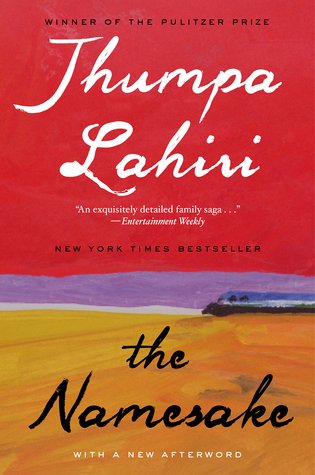 WINNER OF THE PULITZER PRIZE
Jhumpa
Lahiri
“An exquisitely detailed family saga . . .”
—Entertainment Weekly
NEW YORK TIMES BESTSELLER
the
Namesake
WITH A NEW AFTERWORD